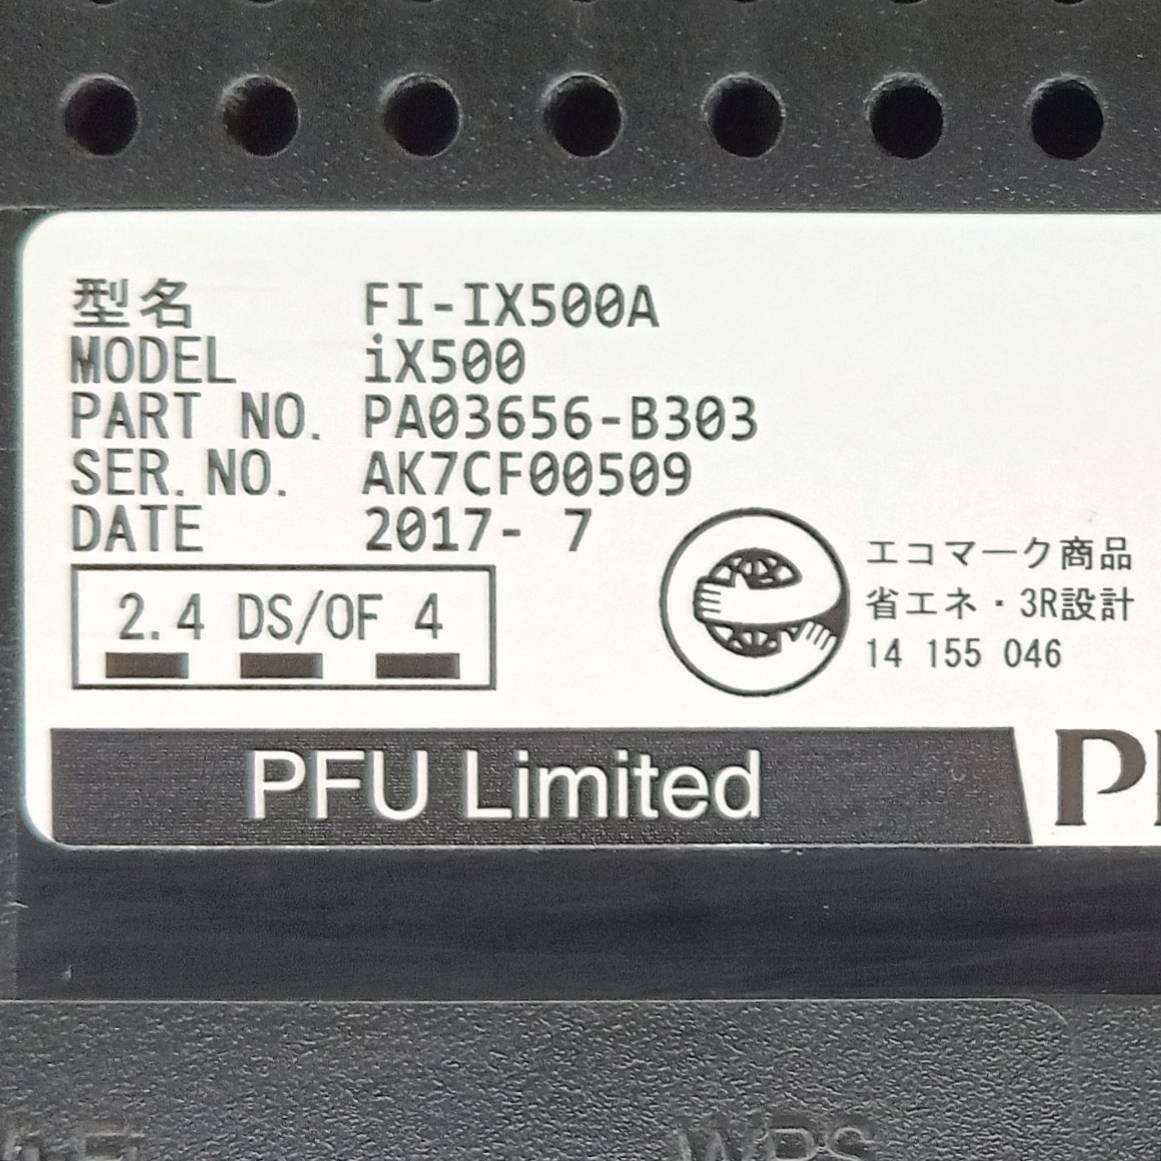 型名 FI-IX500A
MODEL iX500
PART NO. PA03656-B303
SER. NO. AK7CF00509
DATE 2017- 7
2.4 DS/OF 4
エコマーク商品
省エネ・3R設計
14 155 046
PFU Limited
WPS